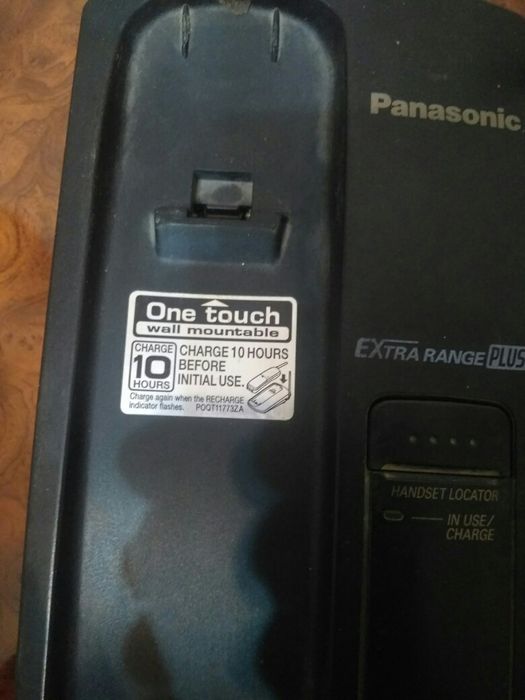 Panasonic
One touch
wall mountable
CHARGE
10
HOURS
CHARGE 10 HOURS
BEFORE
INITIAL USE.
Charge again when the RECHARGE
indicator flashes. PQQT11773ZA
EXTRA RANGE PLUS
HANDSET LOCATOR
IN USE/
CHARGE